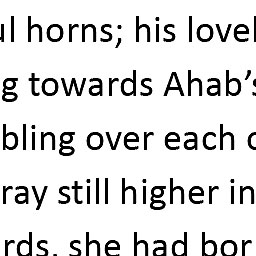 ul horns; his lovel
g towards Ahab’s
bling over each o
ray still higher in
rds, she had bor